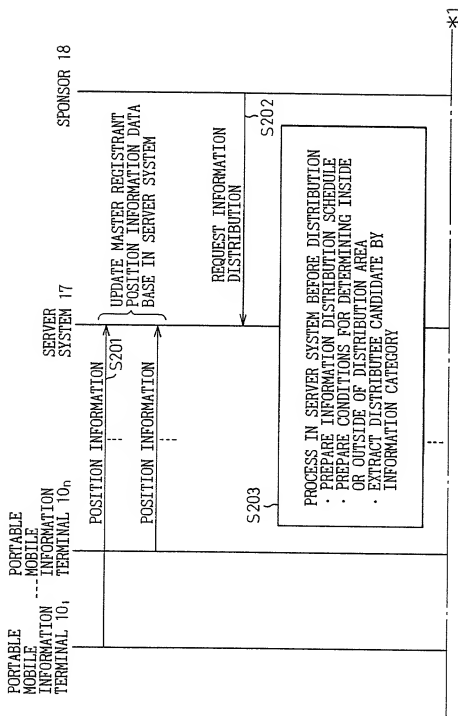 PORTABLE
MOBILE
INFORMATION
TERMINAL 10₁
PORTABLE
MOBILE
INFORMATION
TERMINAL 10n
SERVER
SYSTEM 17
SPONSOR 18
POSITION INFORMATION
S201
POSITION INFORMATION
UPDATE MASTER REGISTRANT
POSITION INFORMATION DATA
BASE IN SERVER SYSTEM
REQUEST INFORMATION
DISTRIBUTION
S202
S203
PROCESS IN SERVER SYSTEM BEFORE DISTRIBUTION
· PREPARE INFORMATION DISTRIBUTION SCHEDULE
· PREPARE CONDITIONS FOR DETERMINING INSIDE
OR OUTSIDE OF DISTRIBUTION AREA
· EXTRACT DISTRIBUTEE CANDIDATE BY
INFORMATION CATEGORY
*1